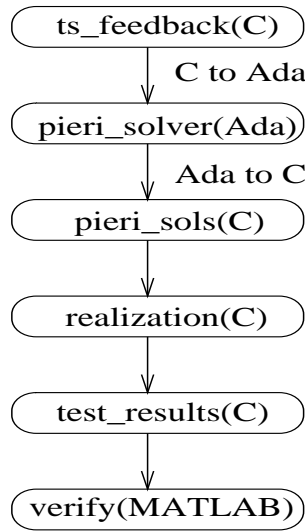 ts_feedback(C)
C to Ada
pieri_solver(Ada)
Ada to C
pieri_sols(C)
realization(C)
test_results(C)
verify(MATLAB)